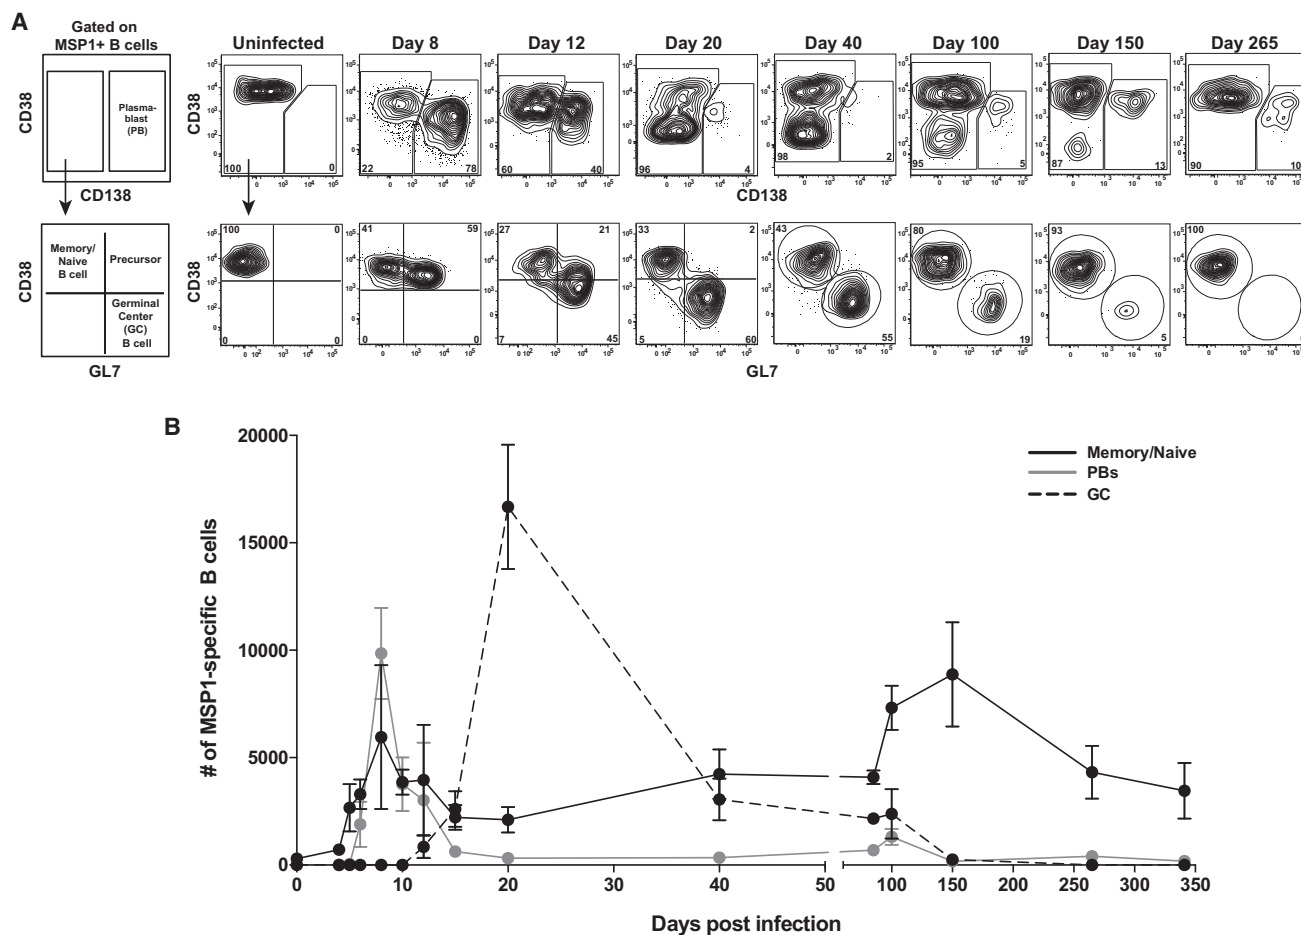 A
Gated on
MSP1+ B cells
Uninfected
Day 8
Day 12
Day 20
Day 40
Day 100
Day 150
Day 265
CD38
Plasma-
blast
(PB)
CD138
CD38
100
0
22
78
60
40
96
4
98
2
95
5
87
13
90
10
CD138
CD38
Memory/
Naive
B cell
Precursor
Germinal
Center
(GC)
B cell
GL7
CD38
100
0
0
0
41
59
0
0
27
21
7
45
33
2
5
60
43
55
80
19
93
5
100
GL7
B
# of MSP1-specific B cells
20000
15000
10000
5000
0
Memory/Naive
PBs
GC
0 10 20 30 40 50 100 150 200 250 300 350
Days post infection